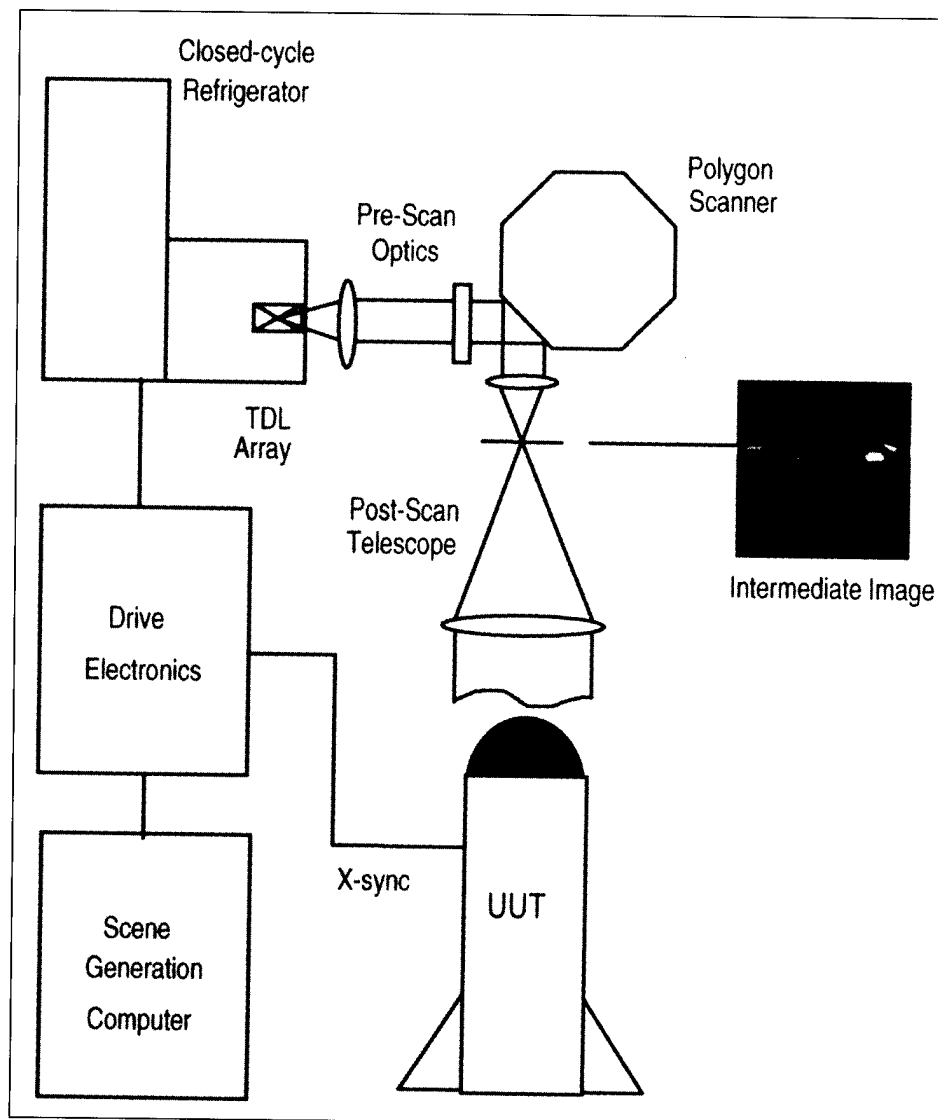 Closed-cycle
Refrigerator
Polygon
Scanner
Pre-Scan
Optics
TDL
Array
Post-Scan
Telescope
Intermediate Image
Drive
Electronics
X-sync
UUT
Scene
Generation
Computer